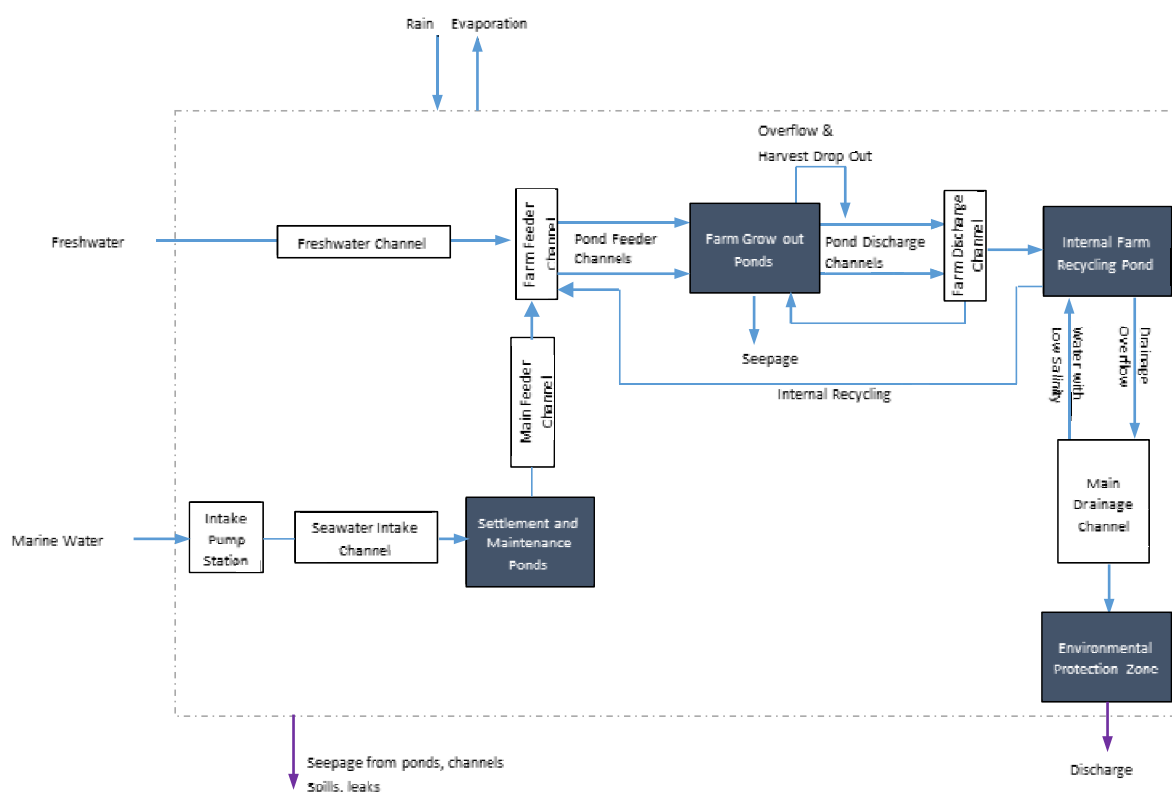 Rain Evaporation
Overflow &
Harvest Drop Out
Freshwater
Freshwater Channel
Farm Feeder
Channel
Pond Feeder
Channels
Farm Grow out
Ponds
Pond Discharge
Channels
Farm Discharge
Channel
Internal Farm
Recycling Pond
Seepage
Internal Recycling
Water with
Low Salinity
Drainage
Overflow
Main Feeder
Channel
Marine Water
Intake
Pump
Station
Seawater Intake
Channel
Settlement and
Maintenance
Ponds
Main
Drainage
Channel
Environmental
Protection Zone
Seepage from ponds, channels
Spills, leaks
Discharge